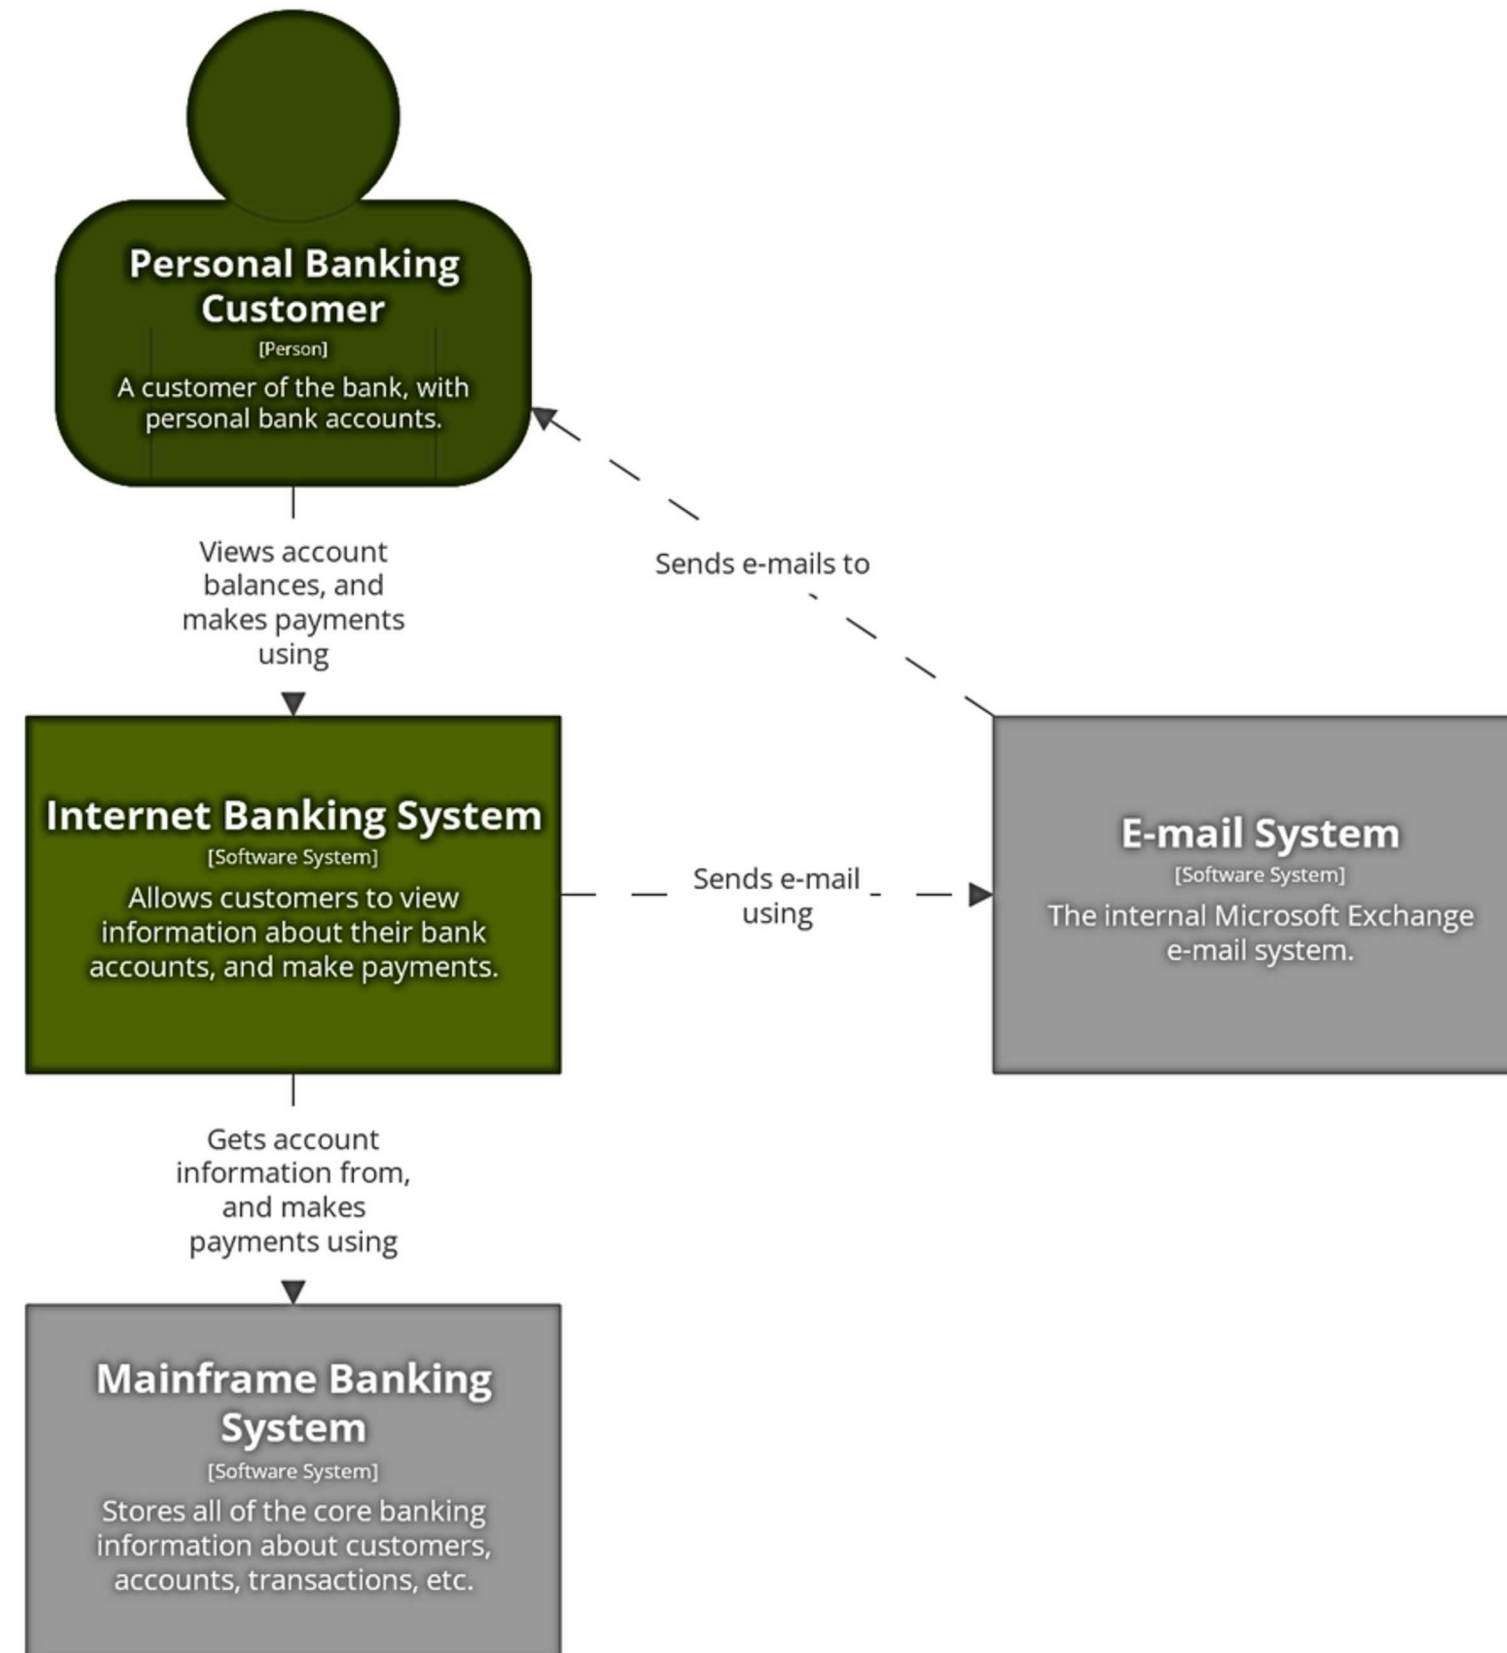 Personal Banking
Customer
[Person]
A customer of the bank, with
personal bank accounts.
Views account
balances, and
makes payments
using
Sends e-mails to
Internet Banking System
[Software System]
Allows customers to view
information about their bank
accounts, and make payments.
Sends e-mail
using
E-mail System
[Software System]
The internal Microsoft Exchange
e-mail system.
Gets account
information from,
and makes
payments using
Mainframe Banking
System
[Software System]
Stores all of the core banking
information about customers,
accounts, transactions, etc.